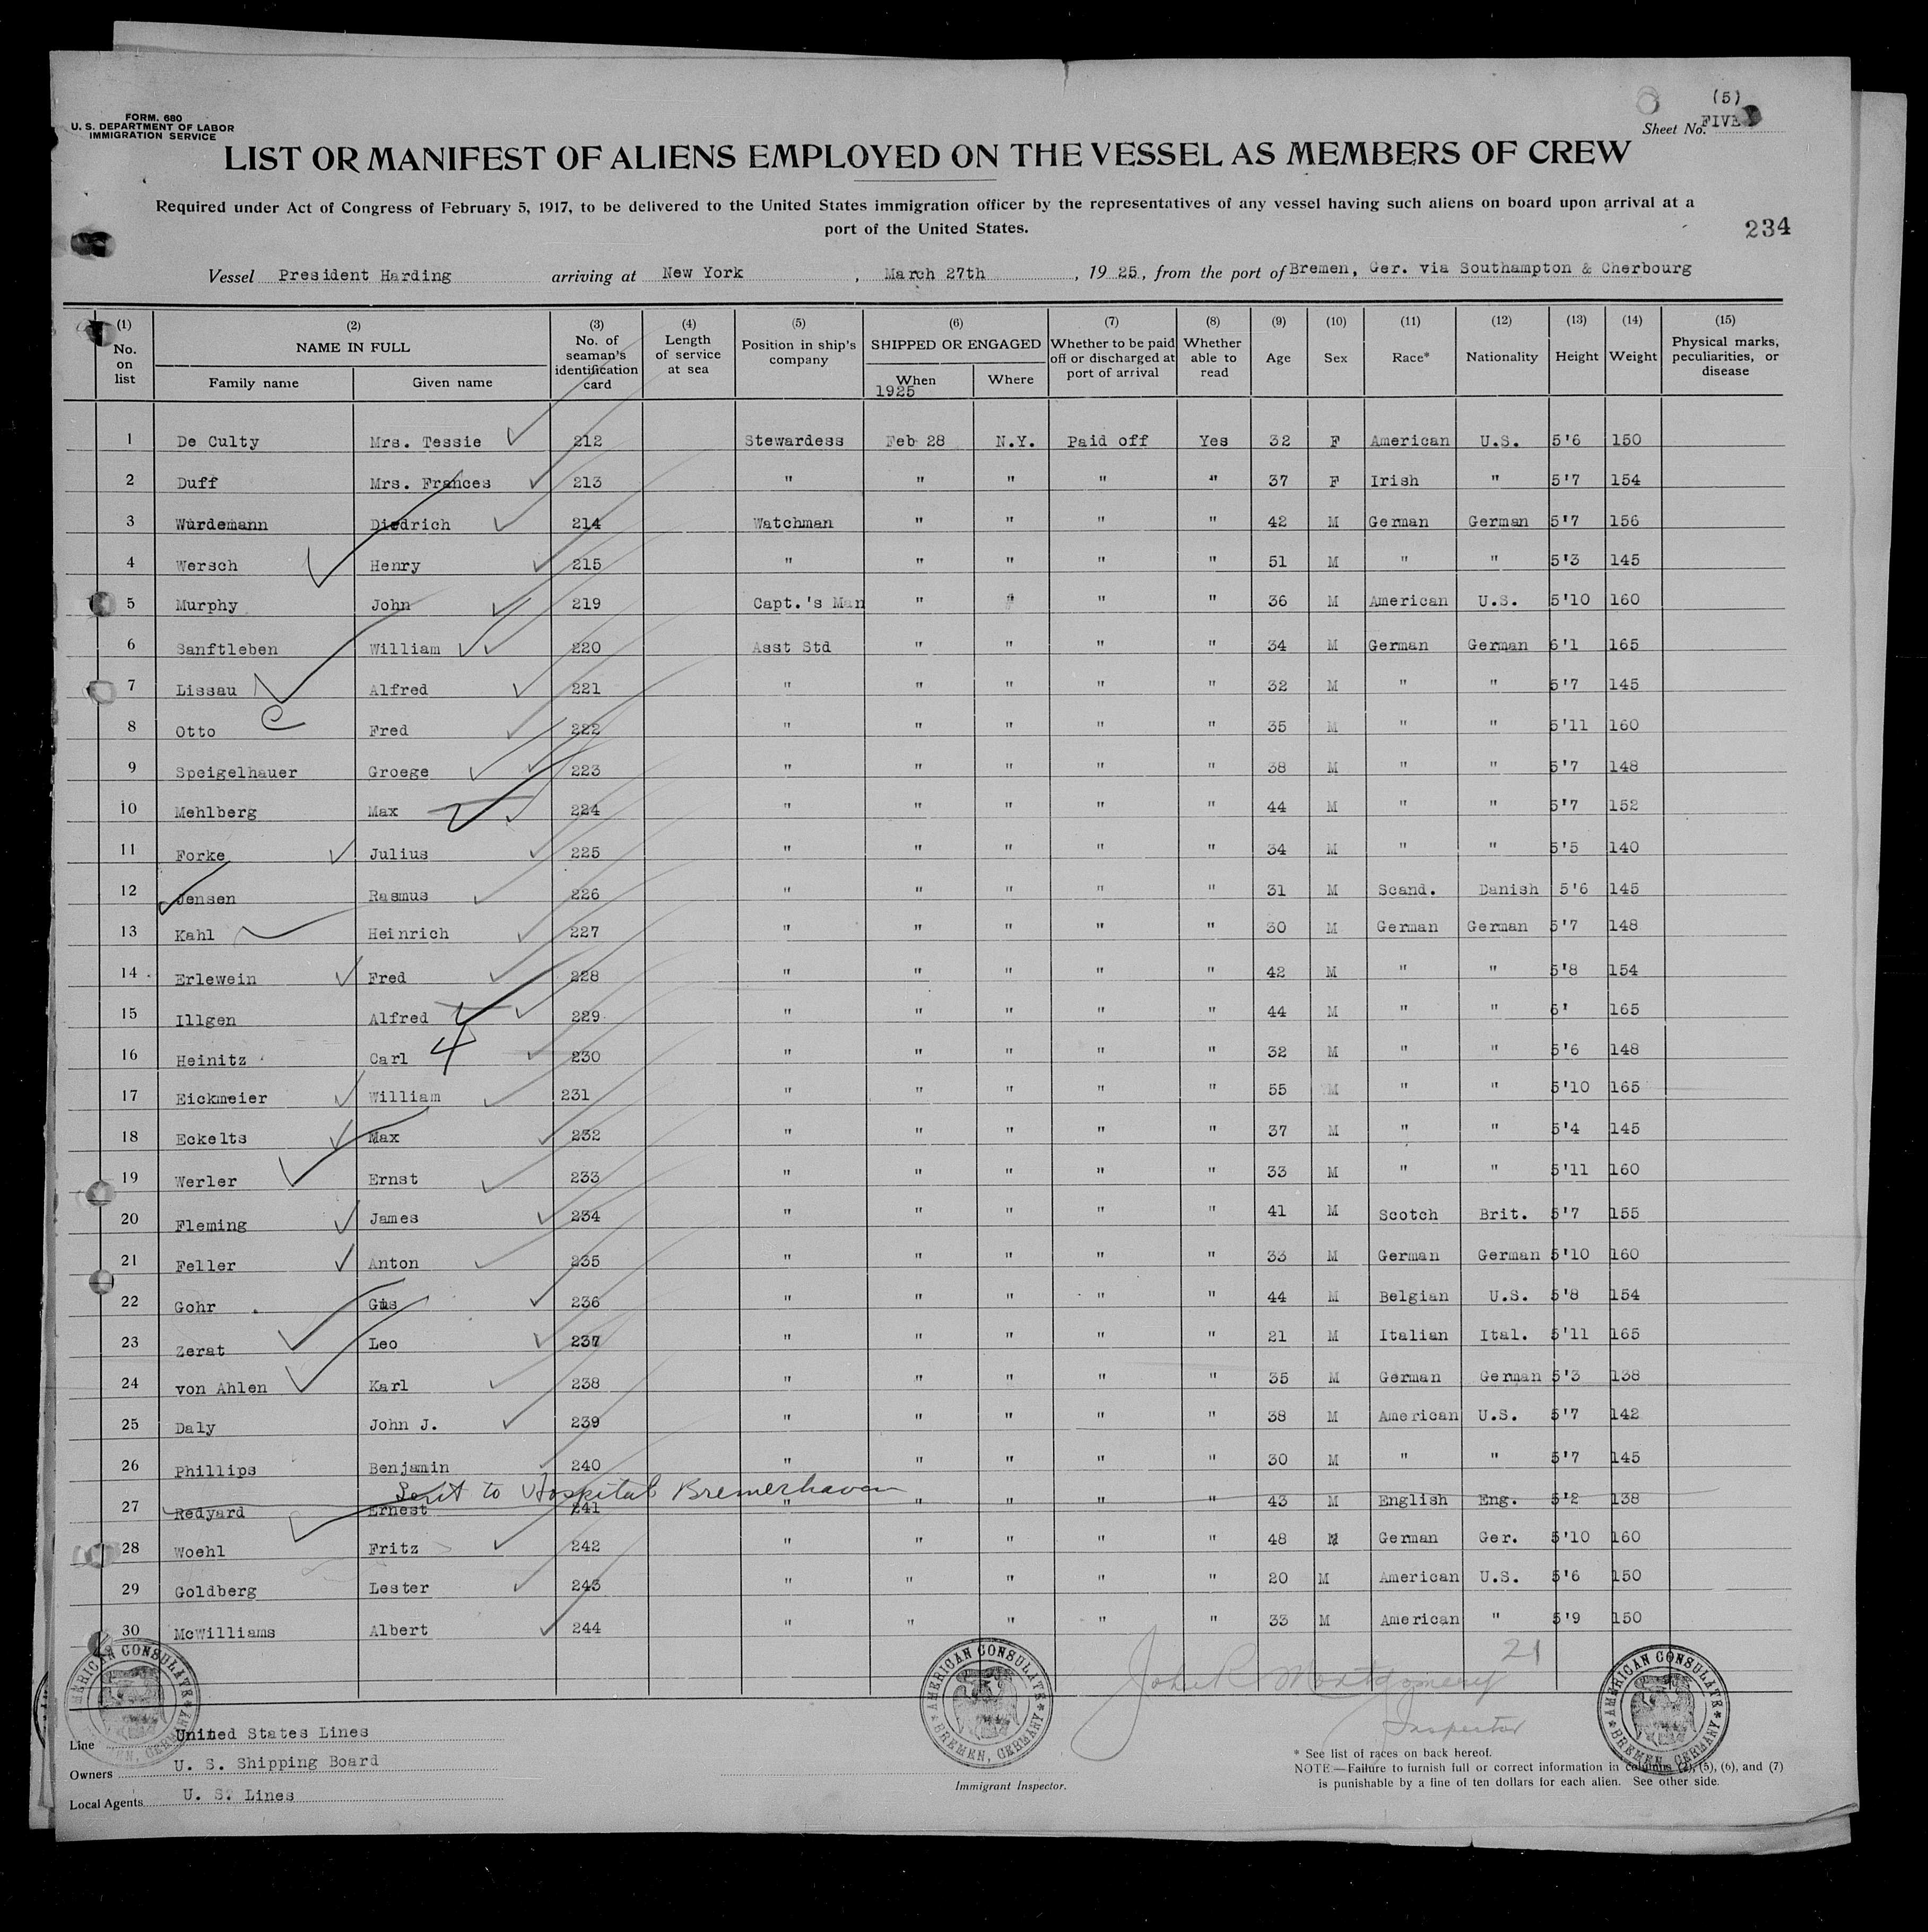 FORM. 680
U. S. DEPARTMENT OF LABOR
IMMIGRATION SERVICE
(5)
Sheet No. FIVE
LIST OR MANIFEST OF ALIENS EMPLOYED ON THE VESSEL AS MEMBERS OF CREW
Required under Act of Congress of February 5, 1917, to be delivered to the United States immigration officer by the representatives of any vessel having such aliens on board upon arrival at a
port of the United States.
234
Vessel President Harding arriving at New York, March 27th, 1925, from the port of Bremen, Ger. via Southampton & Cherbourg
(1) (2) (3) (4) (5) (6) (7) (8) (9) (10) (11) (12) (13) (14) (15)
No. on list NAME IN FULL Family name Given name No. of seaman's identification card Length of service at sea Position in ship's company SHIPPED OR ENGAGED When Where Whether to be paid off or discharged at port of arrival Whether able to read Age Sex Race* Nationality Height Weight Physical marks, peculiarities, or disease
1925
1 De Culty Mrs. Tessie 212 Stewardess Feb 28 N.Y. Paid off Yes 32 F American U.S. 5'6 150
2 Duff Mrs. Frances 213 " " " " " 37 F Irish " 5'7 154
3 Wurdemann Diedrich 214 Watchman " " " " 42 M German German 5'7 156
4 Wersch Henry 215 " " " " " 51 M " " 5'3 145
5 Murphy John 219 Capt.'s Man " " " " 36 M American U.S. 5'10 160
6 Sanftleben William 220 Asst Std " " " " 34 M German German 6'1 165
7 Lissau Alfred 221 " " " " " 32 M " " 5'7 145
8 Otto Fred 222 " " " " " 35 M " " 5'11 160
9 Speigelhauer Groege 223 " " " " " 38 M " " 5'7 148
10 Mehlberg Max 224 " " " " " 44 M " " 5'7 152
11 Forke Julius 225 " " " " " 34 M " " 5'5 140
12 Jensen Rasmus 226 " " " " " 31 M Scand. Danish 5'6 145
13 Kahl Heinrich 227 " " " " " 30 M German German 5'7 148
14 Erlewein Fred 228 " " " " " 42 M " " 5'8 154
15 Illgen Alfred 229 " " " " " 44 M " " 6' 165
16 Heinitz Carl 230 " " " " " 32 M " " 5'6 148
17 Eickmeier William 231 " " " " " 55 M " " 5'10 165
18 Eckelts Max 232 " " " " " 37 M " " 5'4 145
19 Werler Ernst 233 " " " " " 33 M " " 5'11 160
20 Fleming James 234 " " " " " 41 M Scotch Brit. 5'7 155
21 Feller Anton 235 " " " " " 33 M German German 5'10 160
22 Gohr Gus 236 " " " " " 44 M Belgian U.S. 5'8 154
23 Zerat Leo 237 " " " " " 21 M Italian Ital. 5'11 165
24 von Ahlen Karl 238 " " " " " 35 M German German 5'3 138
25 Daly John J. 239 " " " " " 38 M American U.S. 5'7 142
26 Phillips Benjamin 240 " " " " " 30 M " " 5'7 145
Sent to Hospital Bremerhaven
27 Redyard Ernest 241 " " " " " 43 M English Eng. 5'2 138
28 Woehl Fritz 242 " " " " " 48 M German Ger. 5'10 160
29 Goldberg Lester 243 " " " " " 20 M American U.S. 5'6 150
30 McWilliams Albert 244 " " " " " 33 M American " 5'9 150
21
AMERICAN CONSULATE BREMEN, GERMANY
AMERICAN CONSULATE BREMEN, GERMANY
AMERICAN CONSULATE BREMEN, GERMANY
John R Montgomery
Inspector
Line United States Lines
Owners U. S. Shipping Board
Local Agents U. S. Lines
Immigrant Inspector.
* See list of races on back hereof.
NOTE.—Failure to furnish full or correct information in columns (2), (5), (6), and (7)
is punishable by a fine of ten dollars for each alien. See other side.